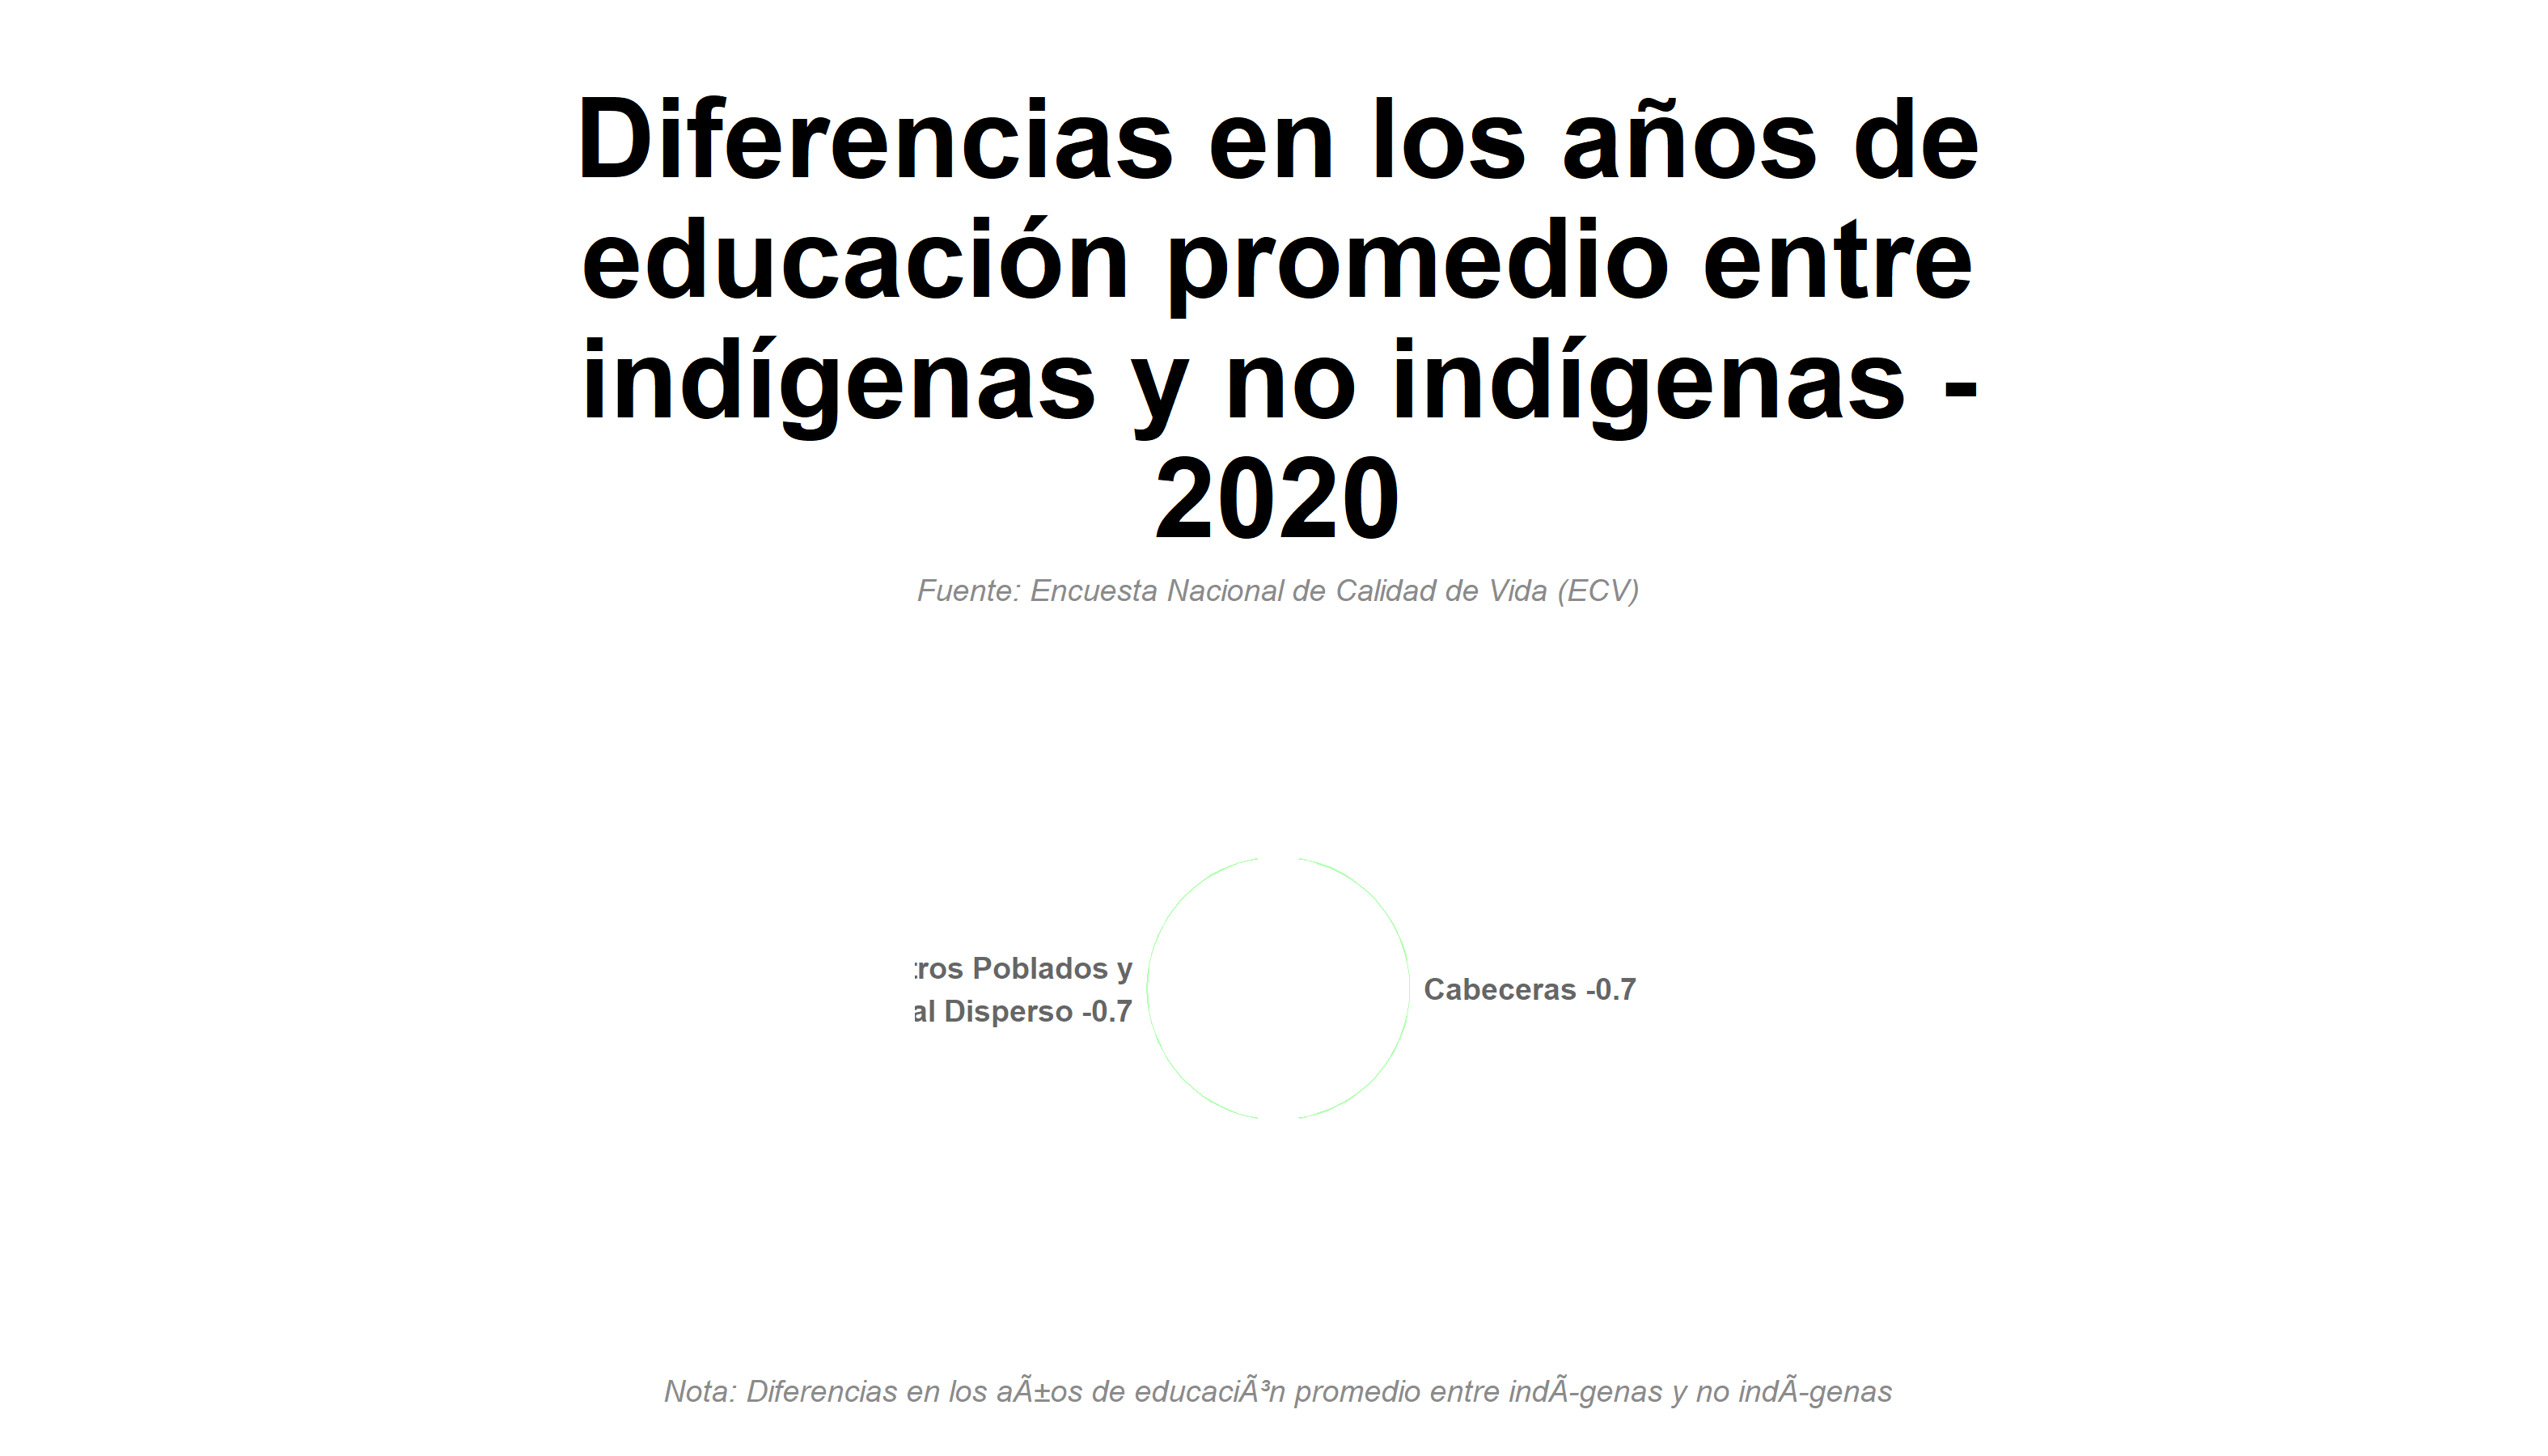 Diferencias en los años de
educación promedio entre
indígenas y no indígenas -
2020
Fuente: Encuesta Nacional de Calidad de Vida (ECV)
tros Poblados y
al Disperso -0.7
Cabeceras -0.7
Nota: Diferencias en los aÃ±os de educaciÃ³n promedio entre indÃ-genas y no indÃ-genas